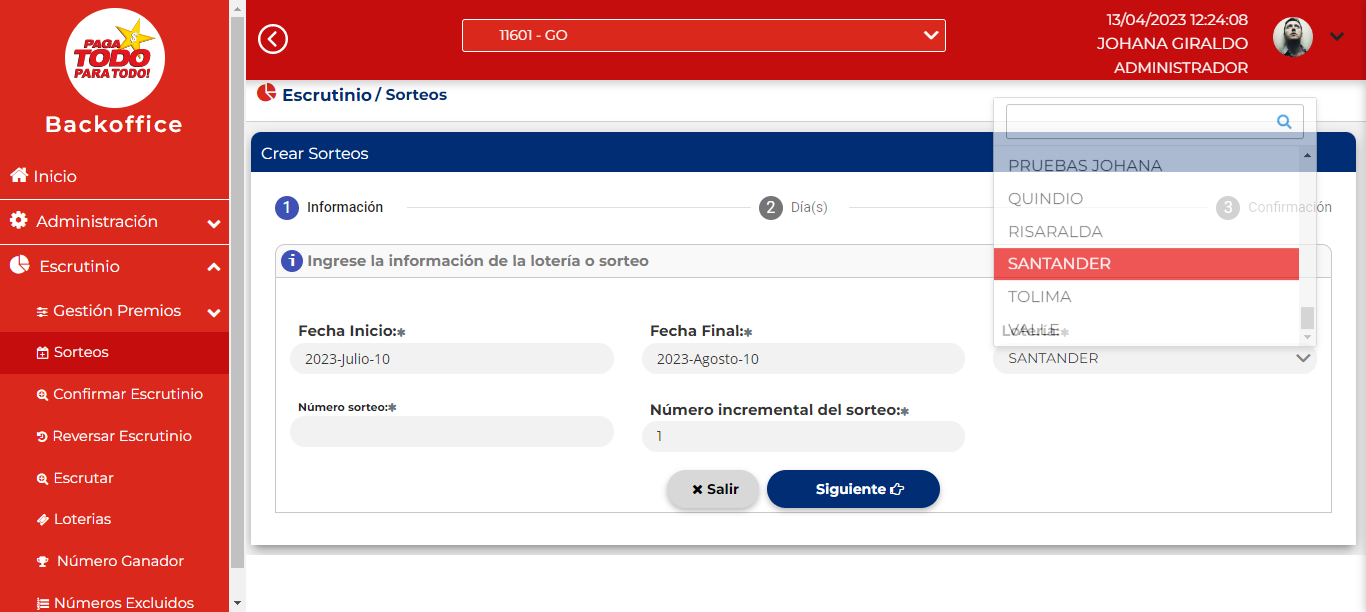 PAGA
TODO
PARA TODO!
Backoffice
Inicio
Administración
Escrutinio
Gestión Premios
Sorteos
Confirmar Escrutinio
Reversar Escrutinio
Escrutar
Loterias
Número Ganador
Números Excluidos
11601 - GO
13/04/2023 12:24:08
JOHANA GIRALDO
ADMINISTRADOR
Escrutinio / Sorteos
Crear Sorteos
1 Información
2 Día(s)
3 Confirmación
i Ingrese la información de la lotería o sorteo
PRUEBAS JOHANA
QUINDIO
RISARALDA
SANTANDER
TOLIMA
VALLE
Fecha Inicio:*
2023-Julio-10
Fecha Final:*
2023-Agosto-10
Lotería:*
SANTANDER
Número sorteo:*
Número incremental del sorteo:*
1
Salir
Siguiente